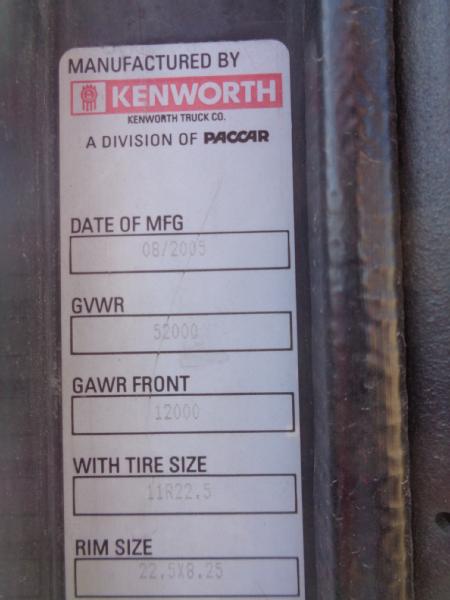 MANUFACTURED BY
KENWORTH
KENWORTH TRUCK CO.
A DIVISION OF PACCAR
DATE OF MFG
08/2005
GVWR
52000
GAWR FRONT
12000
WITH TIRE SIZE
11R22.5
RIM SIZE
22.5X8.25